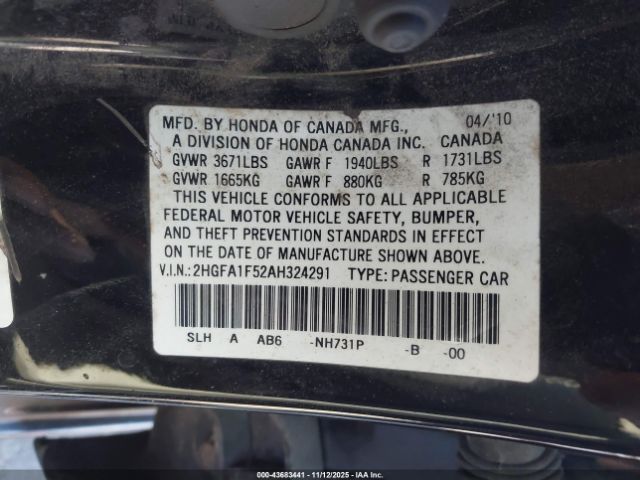 MFD. BY HONDA OF CANADA MFG., 04/'10
A DIVISION OF HONDA CANADA INC. CANADA
GVWR 3671LBS GAWR F 1940LBS R 1731LBS
GVWR 1665KG GAWR F 880KG R 785KG
THIS VEHICLE CONFORMS TO ALL APPLICABLE
FEDERAL MOTOR VEHICLE SAFETY, BUMPER,
AND THEFT PREVENTION STANDARDS IN EFFECT
ON THE DATE OF MANUFACTURE SHOWN ABOVE.
V.I.N.: 2HGFA1F52AH324291 TYPE: PASSENGER CAR
SLH A AB6 -NH731P -B -00
000-43683441 - 11/12/2025 - IAA Inc.